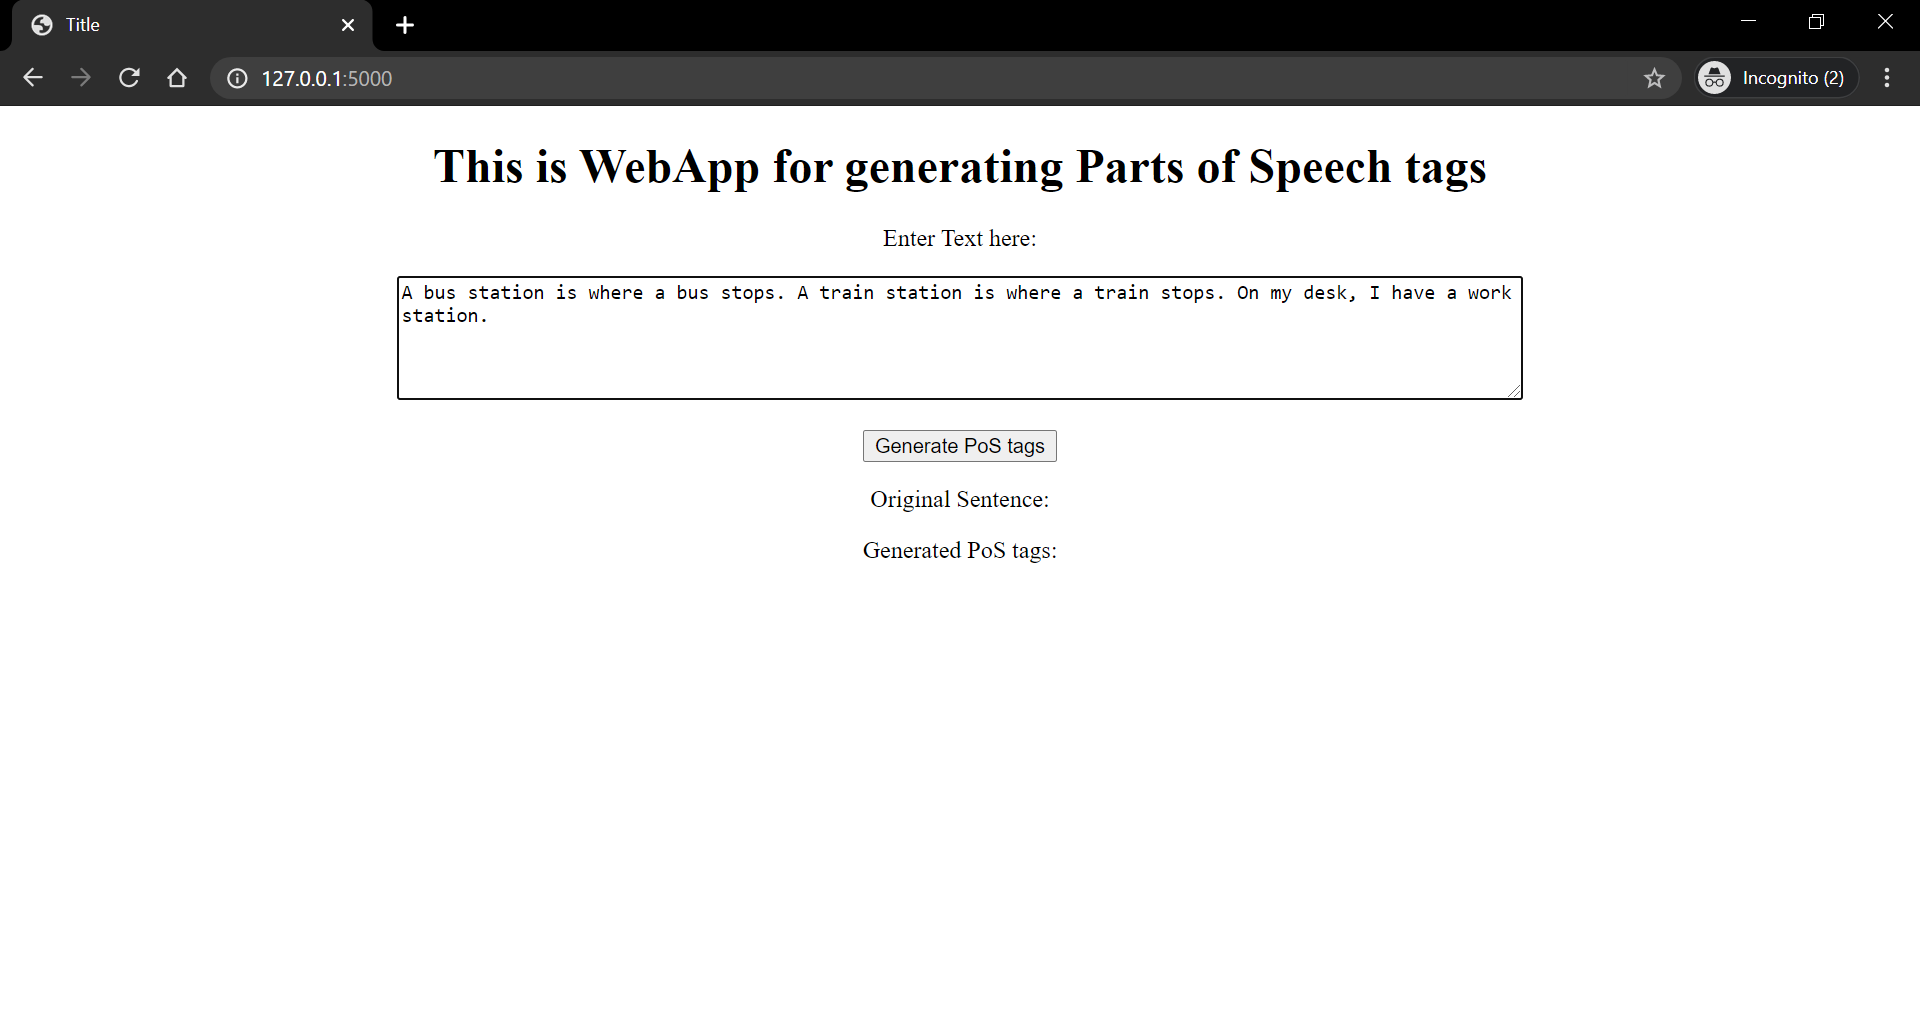 Title
127.0.0.1:5000
Incognito (2)
This is WebApp for generating Parts of Speech tags
Enter Text here:
A bus station is where a bus stops. A train station is where a train stops. On my desk, I have a work
station.
Generate PoS tags
Original Sentence:
Generated PoS tags: